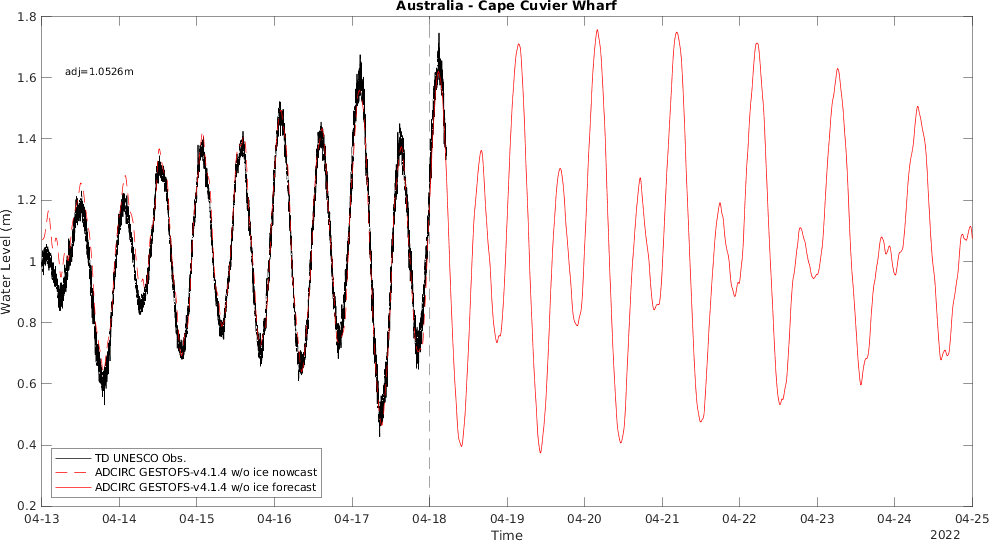 Australia - Cape Cuvier Wharf
1.8
1.6
1.4
1.2
1
0.8
0.6
0.4
0.2
Water Level (m)
adj=1.0526m
TD UNESCO Obs.
ADCIRC GESTOFS-v4.1.4 w/o ice nowcast
ADCIRC GESTOFS-v4.1.4 w/o ice forecast
04-13 04-14 04-15 04-16 04-17 04-18 04-19 04-20 04-21 04-22 04-23 04-24 04-25
Time
2022